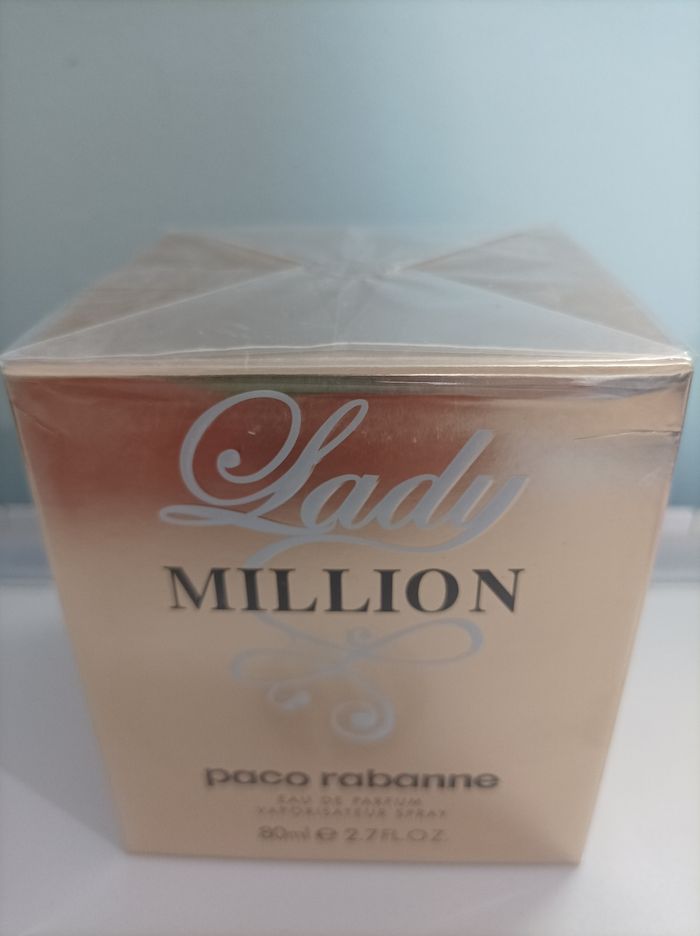 Lady
MILLION
paco rabanne
EAU DE PARFUM
VAPORISATEUR SPRAY
80ml e 2.7FL.OZ.